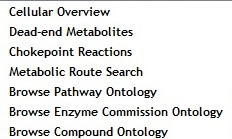 Cellular Overview
Dead-end Metabolites
Chokepoint Reactions
Metabolic Route Search
Browse Pathway Ontology
Browse Enzyme Commission Ontology
Browse Compound Ontology